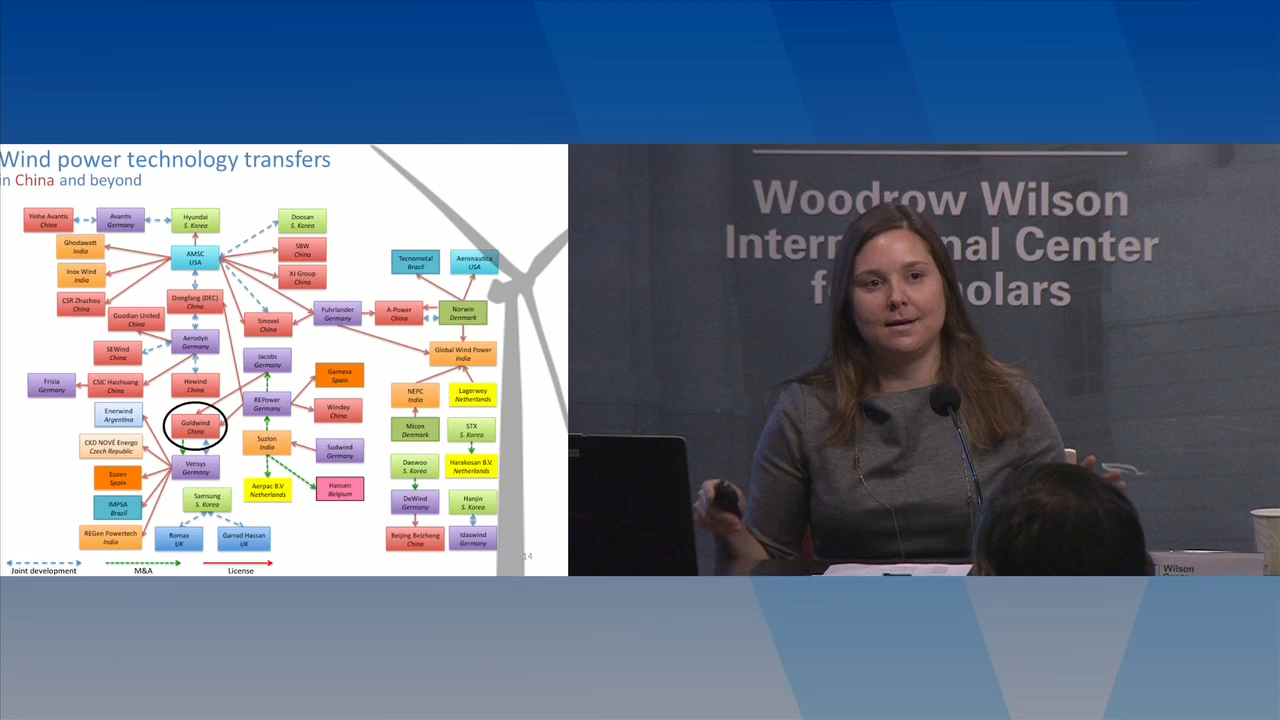 Wind power technology transfers
in China and beyond
Yinhe Avantis
China
Avantis
Germany
Hyundai
S. Korea
Doosan
S. Korea
Ghodawatt
India
AMSC
USA
SBW
China
Inox Wind
India
XJ Group
China
Tecnometal
Brazil
Aeronautica
USA
CSR Zhuzhou
China
Dongfang (DEC)
China
Guodian United
China
Sinovel
China
Fuhrlander
Germany
A-Power
China
Norwin
Denmark
SEWind
China
Aerodyn
Germany
Jacobs
Germany
Global Wind Power
India
Frisia
Germany
CSIC Haizhuang
China
Hewind
China
Gamesa
Spain
REPower
Germany
Windey
China
NEPC
India
Lagerwey
Netherlands
Enerwind
Argentina
Goldwind
China
Micon
Denmark
STX
S. Korea
CKD NOVÉ Energo
Czech Republic
Suzlon
India
Sudwind
Germany
Eozen
Spain
Vensys
Germany
Daewoo
S. Korea
Harakosan B.V.
Netherlands
Aerpac B.V
Netherlands
Hansen
Belgium
IMPSA
Brazil
Samsung
S. Korea
DeWind
Germany
Hanjin
S. Korea
REGen Powertech
India
Romax
UK
Garrad Hassan
UK
Beijing Beizhong
China
Idaswind
Germany
14
Joint development
M&A
License
Woodrow Wilson
International Center
for Scholars
Wilson